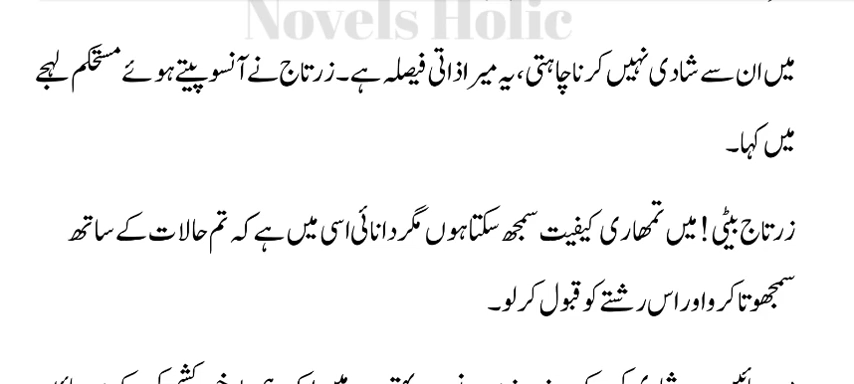 Novels Holic
میں ان سے شادی نہیں کرنا چاہتی، یہ میرا ذاتی فیصلہ ہے۔ زرتاج نے آنسو پیتے ہوئے مستحکم لہجے
میں کہا۔
زرتاج بیٹی! میں تمھاری کیفیت سمجھ سکتا ہوں مگر دانائی اسی میں ہے کہ تم حالات کے ساتھ
سمجھوتا کرو اور اس رشتے کو قبول کر لو۔